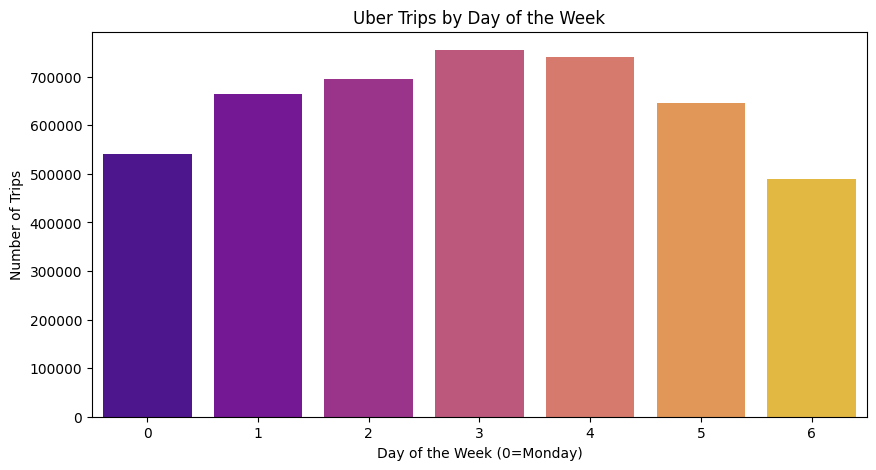 Uber Trips by Day of the Week
Number of Trips
700000
600000
500000
400000
300000
200000
100000
0
0 1 2 3 4 5 6
Day of the Week (0=Monday)